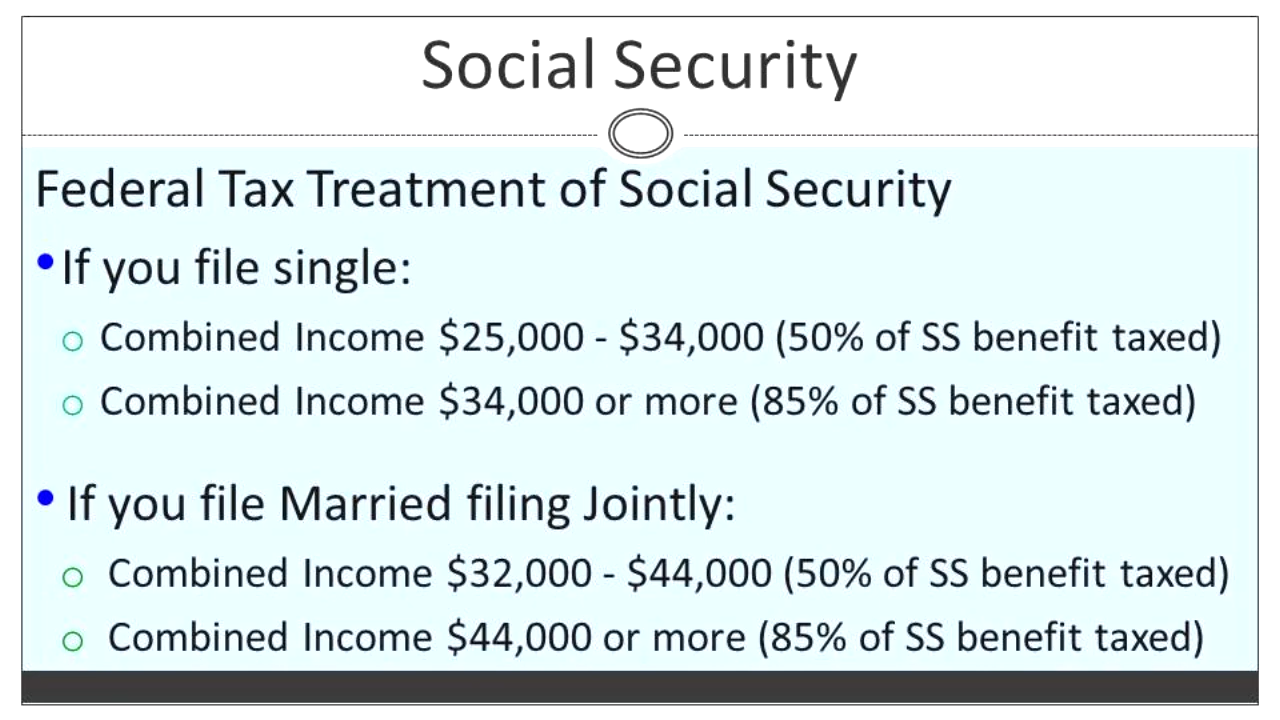 Social Security
Federal Tax Treatment of Social Security
•If you file single:
○ Combined Income $25,000 - $34,000 (50% of SS benefit taxed)
○ Combined Income $34,000 or more (85% of SS benefit taxed)
• If you file Married filing Jointly:
○ Combined Income $32,000 - $44,000 (50% of SS benefit taxed)
○ Combined Income $44,000 or more (85% of SS benefit taxed)